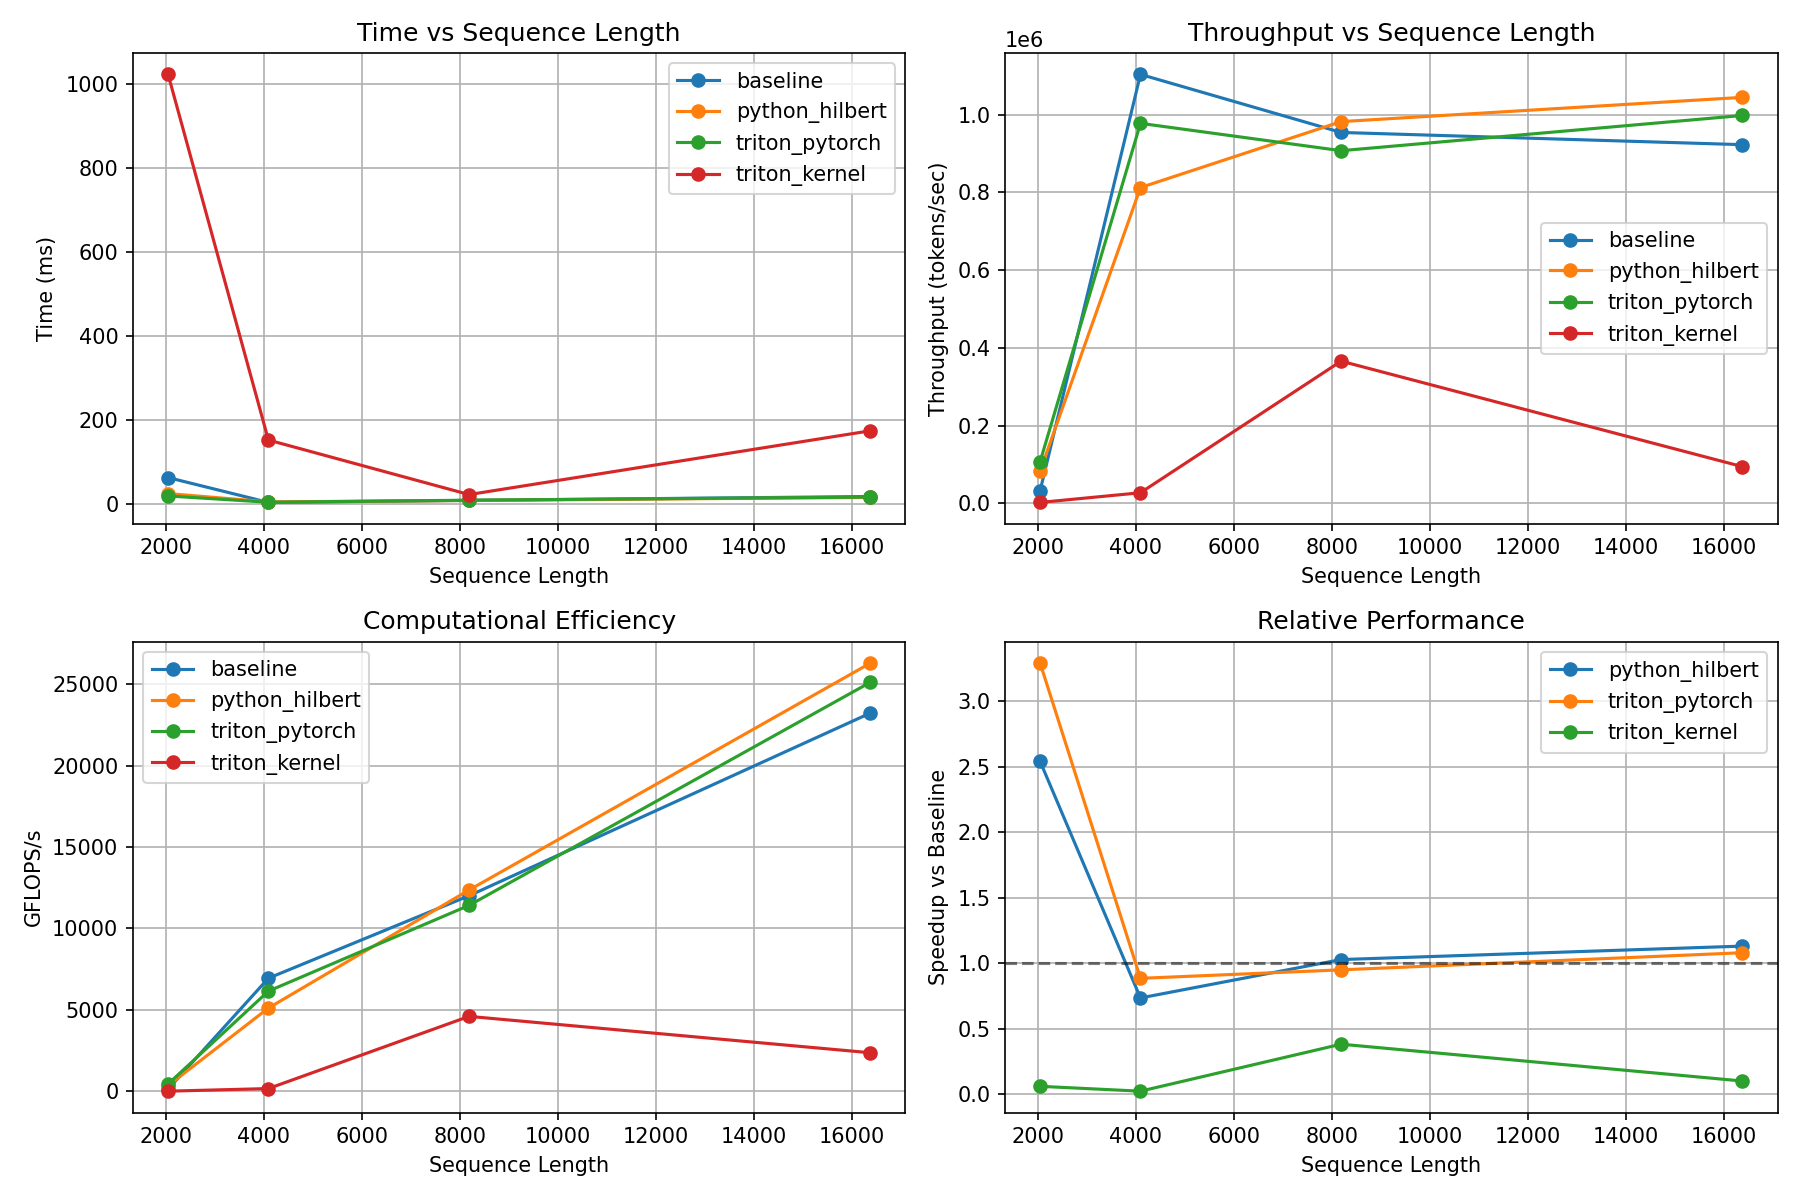 Time vs Sequence Length
1000
800
600
400
200
0
Time (ms)
baseline
python_hilbert
triton_pytorch
triton_kernel
2000 4000 6000 8000 10000 12000 14000 16000
Sequence Length
Throughput vs Sequence Length
1e6
1.0
0.8
0.6
0.4
0.2
0.0
Throughput (tokens/sec)
baseline
python_hilbert
triton_pytorch
triton_kernel
2000 4000 6000 8000 10000 12000 14000 16000
Sequence Length
Computational Efficiency
25000
20000
15000
10000
5000
0
GFLOPS/s
baseline
python_hilbert
triton_pytorch
triton_kernel
2000 4000 6000 8000 10000 12000 14000 16000
Sequence Length
Relative Performance
3.0
2.5
2.0
1.5
1.0
0.5
0.0
Speedup vs Baseline
python_hilbert
triton_pytorch
triton_kernel
2000 4000 6000 8000 10000 12000 14000 16000
Sequence Length